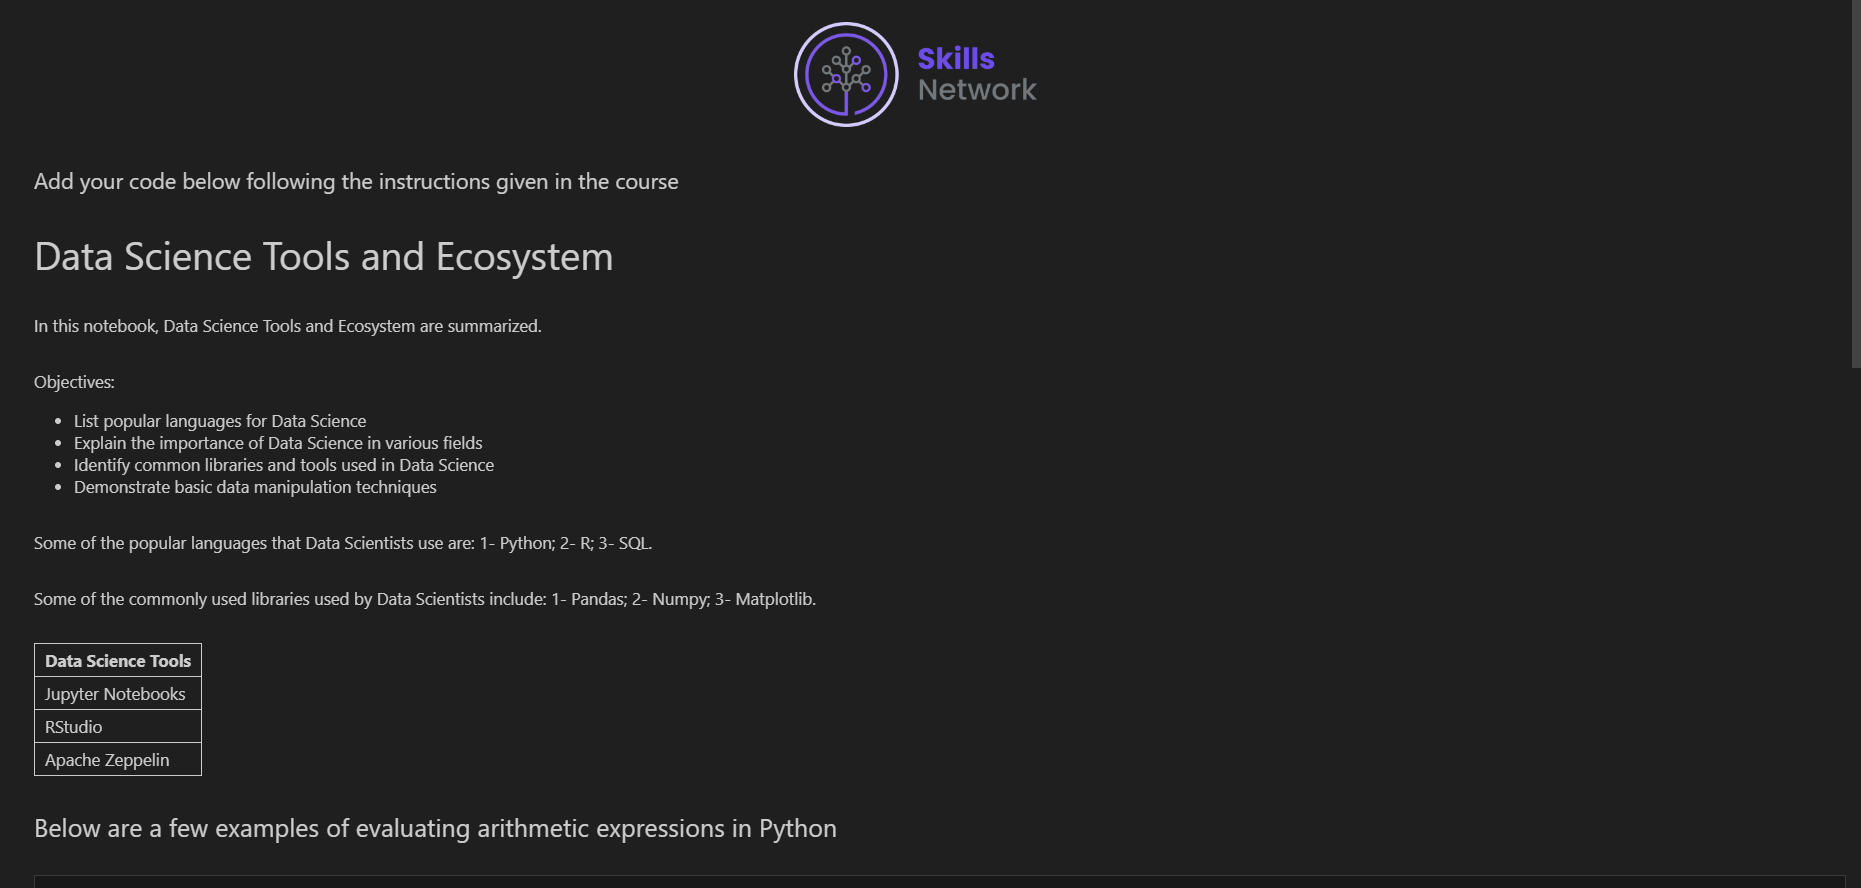 Skills
Network
Add your code below following the instructions given in the course
Data Science Tools and Ecosystem
In this notebook, Data Science Tools and Ecosystem are summarized.
Objectives:
• List popular languages for Data Science
• Explain the importance of Data Science in various fields
• Identify common libraries and tools used in Data Science
• Demonstrate basic data manipulation techniques
Some of the popular languages that Data Scientists use are: 1- Python; 2- R; 3- SQL.
Some of the commonly used libraries used by Data Scientists include: 1- Pandas; 2- Numpy; 3- Matplotlib.
Data Science Tools
Jupyter Notebooks
RStudio
Apache Zeppelin
Below are a few examples of evaluating arithmetic expressions in Python